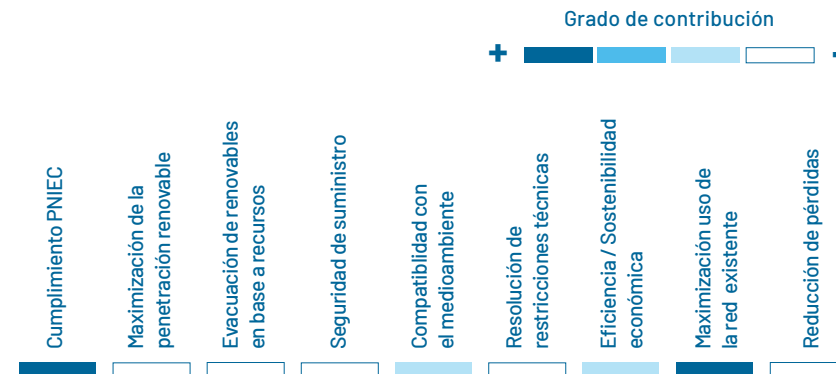 Grado de contribución
+
Cumplimiento PNIEC
Maximización de la
penetración renovable
Evacuación de renovables
en base a recursos
Seguridad de suministro
Compatiblidad con
el medioambiente
Resolución de
restricciones técnicas
Eficiencia / Sostenibilidad
económica
Maximización uso de
la red existente
Reducción de pérdidas